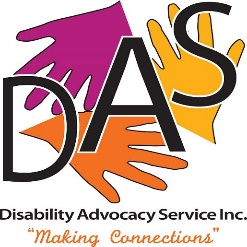 DAS
Disability Advocacy Service Inc.
"Making Connections"